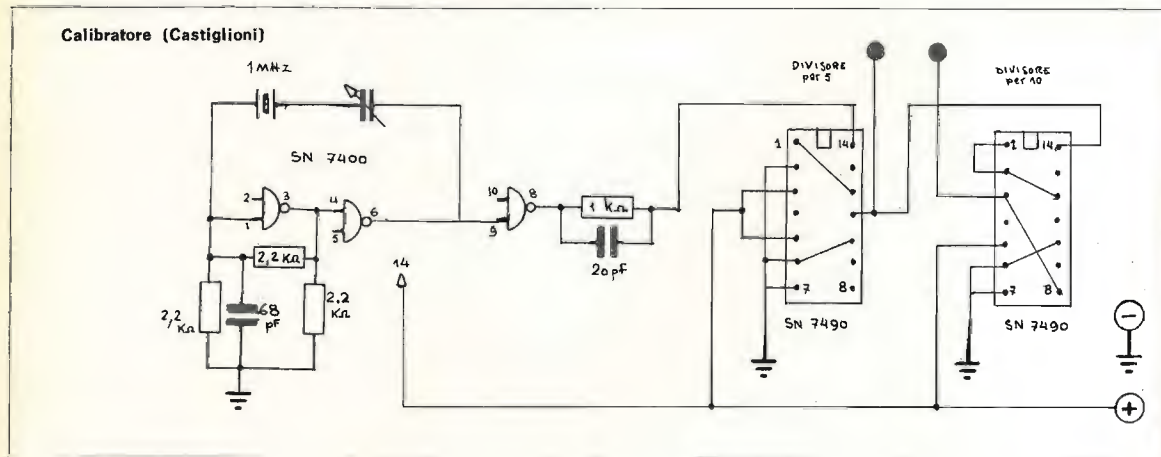 Calibratore (Castiglioni)
1 MHZ
SN 7400
2
1
3
4
5
6
10
9
8
2,2 KΩ
2,2 KΩ
68 pF
2.2 KΩ
1 KΩ
20 pF
14
DIVISORE
par 5
1
14
7
8
SN 7490
DIVISORE
per 10
1
14
7
8
SN 7490
-
+